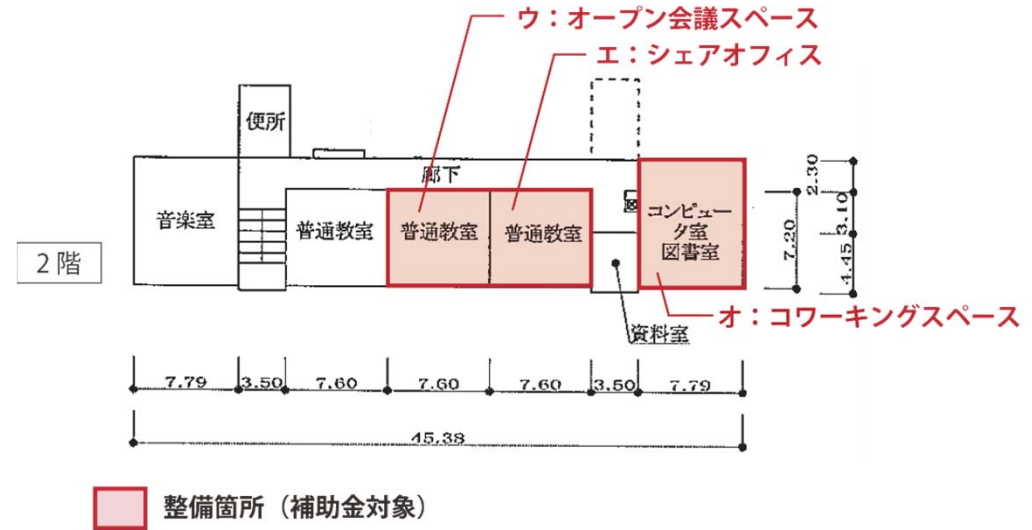 ウ：オープン会議スペース
エ：シェアオフィス
便所
廊下
音楽室
普通教室
普通教室
普通教室
コンピュー
タ室
図書室
2階
資料室
オ：コワーキングスペース
2.30
3.10
7.20
4.45
7.79
3.50
7.60
7.60
7.60
3.50
7.79
45.38
整備箇所（補助金対象）